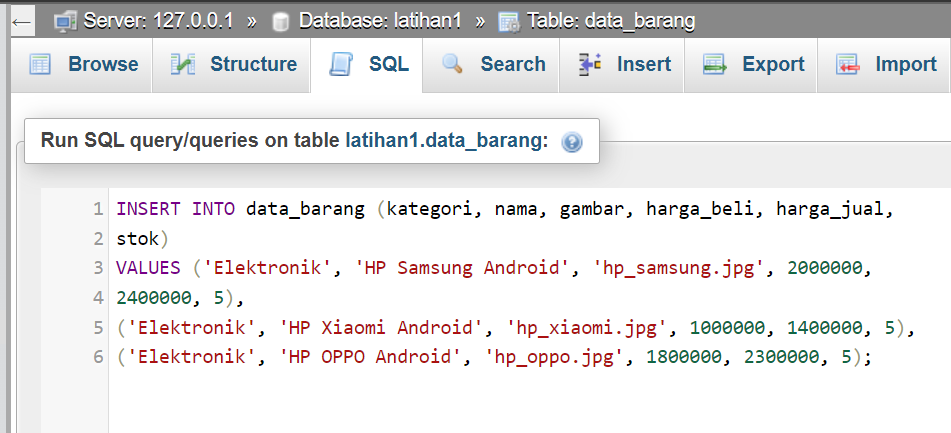 ← Server: 127.0.0.1 » Database: latihan1 » Table: data_barang
Browse Structure SQL Search Insert Export Import
Run SQL query/queries on table latihan1.data_barang:
1 INSERT INTO data_barang (kategori, nama, gambar, harga_beli, harga_jual,
2 stok)
3 VALUES ('Elektronik', 'HP Samsung Android', 'hp_samsung.jpg', 2000000,
4 2400000, 5),
5 ('Elektronik', 'HP Xiaomi Android', 'hp_xiaomi.jpg', 1000000, 1400000, 5),
6 ('Elektronik', 'HP OPPO Android', 'hp_oppo.jpg', 1800000, 2300000, 5);